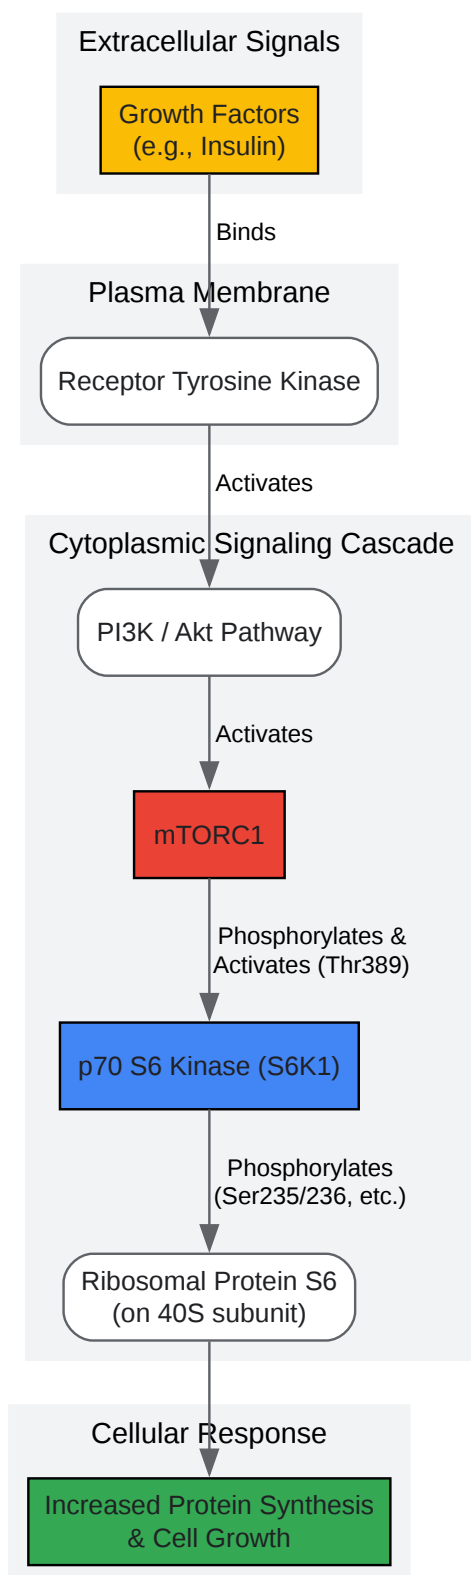 Extracellular Signals
Growth Factors
(e.g., Insulin)
Binds
Plasma Membrane
Receptor Tyrosine Kinase
Activates
Cytoplasmic Signaling Cascade
PI3K / Akt Pathway
Activates
mTORC1
Phosphorylates &
Activates (Thr389)
p70 S6 Kinase (S6K1)
Phosphorylates
(Ser235/236, etc.)
Ribosomal Protein S6
(on 40S subunit)
Cellular Response
Increased Protein Synthesis
& Cell Growth